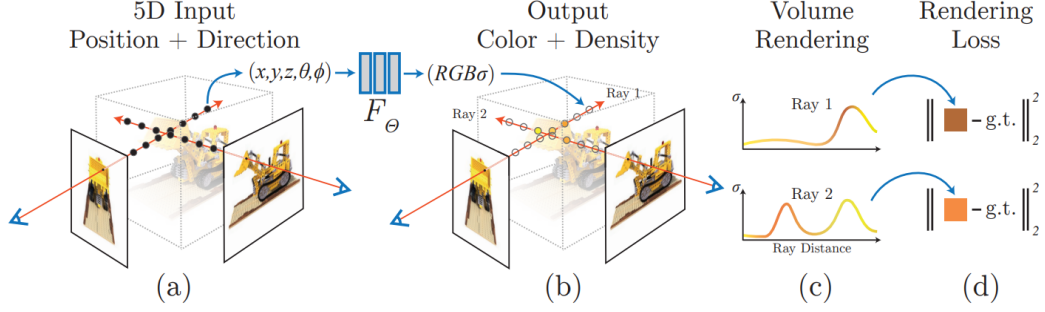 5D Input
Position + Direction
Output
Color + Density
Volume
Rendering
Rendering
Loss
(x,y,z,θ,ϕ)
F_Θ
(RGBσ)
Ray 1
Ray 2
σ
Ray 1
σ
Ray 2
Ray Distance
‖ – g.t. ‖₂²
‖ – g.t. ‖₂²
(a)
(b)
(c)
(d)